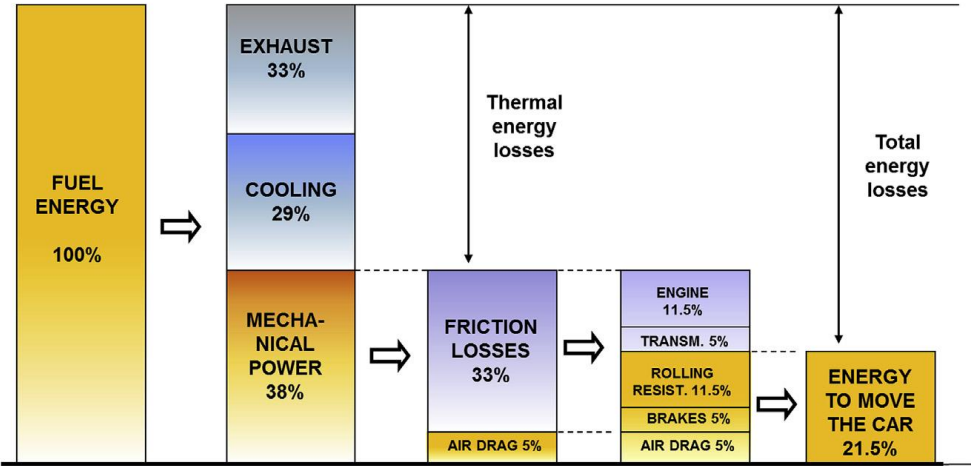 FUEL
ENERGY
100%
EXHAUST
33%
COOLING
29%
MECHA-
NICAL
POWER
38%
Thermal
energy
losses
FRICTION
LOSSES
33%
AIR DRAG 5%
ENGINE
11.5%
TRANSM. 5%
ROLLING
RESIST. 11.5%
BRAKES 5%
AIR DRAG 5%
Total
energy
losses
ENERGY
TO MOVE
THE CAR
21.5%